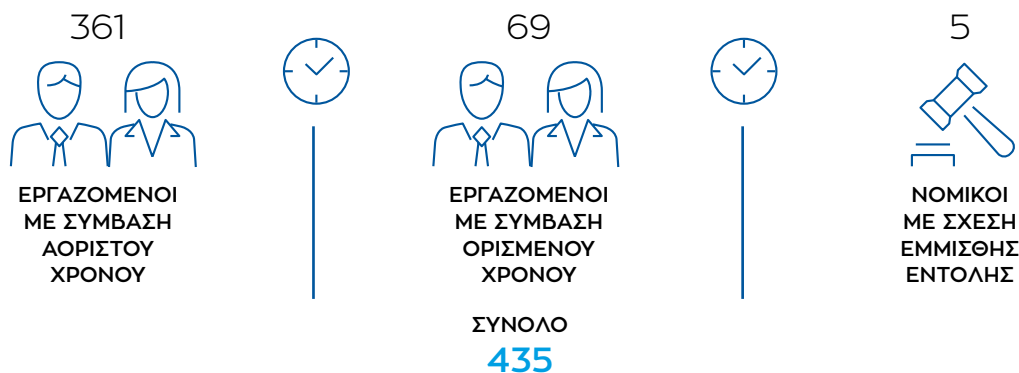 361
ΕΡΓΑΖΟΜΕΝΟΙ
ΜΕ ΣΥΜΒΑΣΗ
ΑΟΡΙΣΤΟΥ
ΧΡΟΝΟΥ
69
ΕΡΓΑΖΟΜΕΝΟΙ
ΜΕ ΣΥΜΒΑΣΗ
ΟΡΙΣΜΕΝΟΥ
ΧΡΟΝΟΥ
5
ΝΟΜΙΚΟΙ
ΜΕ ΣΧΕΣΗ
ΕΜΜΙΣΘΗΣ
ΕΝΤΟΛΗΣ
ΣΥΝΟΛΟ
435